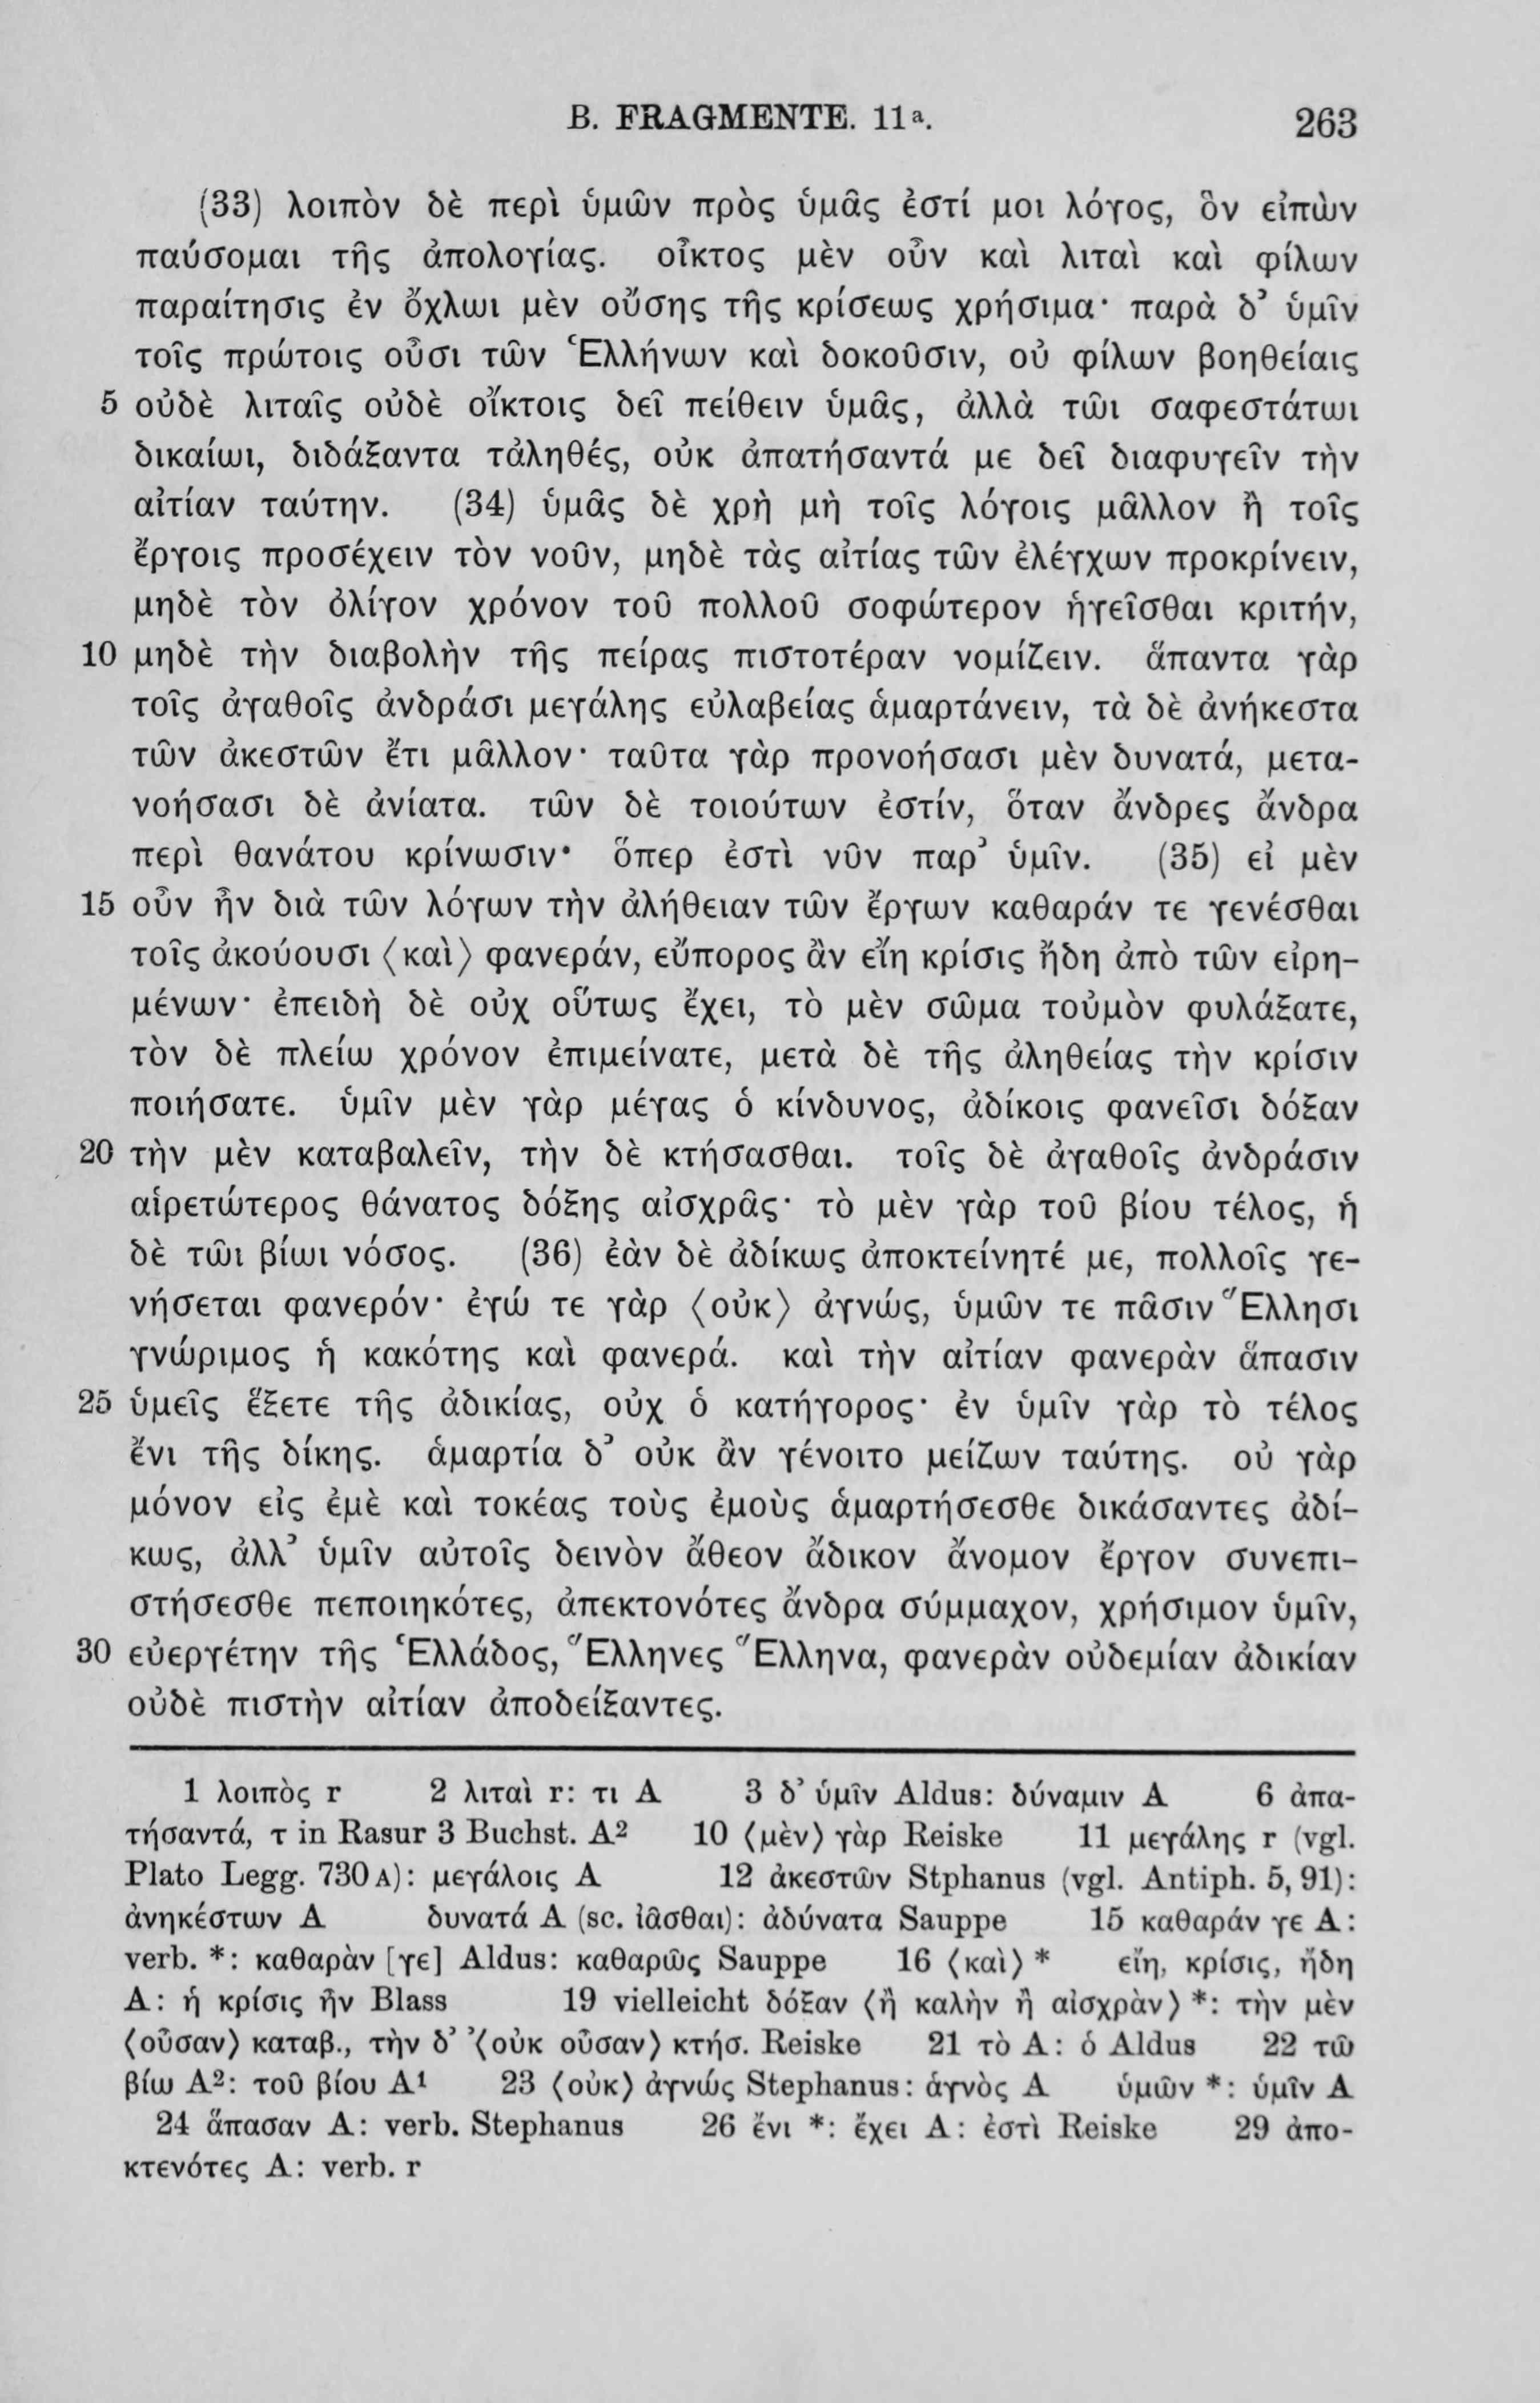 B. FRAGMENTE. 11ª. 263
(33) λοιπὸν δὲ περὶ ὑμῶν πρὸς ὑμᾶς ἐστί μοι λόγος, ὃν εἰπὼν
παύσομαι τῆς ἀπολογίας. οἶκτος μὲν οὖν καὶ λιταὶ καὶ φίλων
παραίτησις ἐν ὄχλωι μὲν οὔσης τῆς κρίσεως χρήσιμα· παρὰ δ’ ὑμῖν
τοῖς πρώτοις οὖσι τῶν Ἑλλήνων καὶ δοκοῦσιν, οὐ φίλων βοηθείαις
5 οὐδὲ λιταῖς οὐδὲ οἴκτοις δεῖ πείθειν ὑμᾶς, ἀλλὰ τῶι σαφεστάτωι
δικαίωι, διδάξαντα τἀληθές, οὐκ ἀπατήσαντά με δεῖ διαφυγεῖν τὴν
αἰτίαν ταύτην. (34) ὑμᾶς δὲ χρὴ μὴ τοῖς λόγοις μᾶλλον ἢ τοῖς
ἔργοις προσέχειν τὸν νοῦν, μηδὲ τὰς αἰτίας τῶν ἐλέγχων προκρίνειν,
μηδὲ τὸν ὀλίγον χρόνον τοῦ πολλοῦ σοφώτερον ἡγεῖσθαι κριτήν,
10 μηδὲ τὴν διαβολὴν τῆς πείρας πιστοτέραν νομίζειν. ἅπαντα γὰρ
τοῖς ἀγαθοῖς ἀνδράσι μεγάλης εὐλαβείας ἁμαρτάνειν, τὰ δὲ ἀνήκεστα
τῶν ἀκεστῶν ἔτι μᾶλλον· ταῦτα γὰρ προνοήσασι μὲν δυνατά, μετα-
νοήσασι δὲ ἀνίατα. τῶν δὲ τοιούτων ἐστίν, ὅταν ἄνδρες ἄνδρα
περὶ θανάτου κρίνωσιν· ὅπερ ἐστὶ νῦν παρ’ ὑμῖν. (35) εἰ μὲν
15 οὖν ἦν διὰ τῶν λόγων τὴν ἀλήθειαν τῶν ἔργων καθαράν τε γενέσθαι
τοῖς ἀκούουσι ⟨καὶ⟩ φανεράν, εὔπορος ἂν εἴη κρίσις ἤδη ἀπὸ τῶν εἰρη-
μένων· ἐπειδὴ δὲ οὐχ οὕτως ἔχει, τὸ μὲν σῶμα τοὐμὸν φυλάξατε,
τὸν δὲ πλείω χρόνον ἐπιμείνατε, μετὰ δὲ τῆς ἀληθείας τὴν κρίσιν
ποιήσατε. ὑμῖν μὲν γὰρ μέγας ὁ κίνδυνος, ἀδίκοις φανεῖσι δόξαν
20 τὴν μὲν καταβαλεῖν, τὴν δὲ κτήσασθαι. τοῖς δὲ ἀγαθοῖς ἀνδράσιν
αἱρετώτερος θάνατος δόξης αἰσχρᾶς· τὸ μὲν γὰρ τοῦ βίου τέλος, ἡ
δὲ τῶι βίωι νόσος. (36) ἐὰν δὲ ἀδίκως ἀποκτείνητέ με, πολλοῖς γε-
νήσεται φανερόν· ἐγώ τε γὰρ ⟨οὐκ⟩ ἀγνώς, ὑμῶν τε πᾶσιν Ἕλλησι
γνώριμος ἡ κακότης καὶ φανερά. καὶ τὴν αἰτίαν φανερὰν ἅπασιν
25 ὑμεῖς ἕξετε τῆς ἀδικίας, οὐχ ὁ κατήγορος· ἐν ὑμῖν γὰρ τὸ τέλος
ἔνι τῆς δίκης. ἁμαρτία δ’ οὐκ ἂν γένοιτο μείζων ταύτης. οὐ γὰρ
μόνον εἰς ἐμὲ καὶ τοκέας τοὺς ἐμοὺς ἁμαρτήσεσθε δικάσαντες ἀδί-
κως, ἀλλ’ ὑμῖν αὐτοῖς δεινὸν ἄθεον ἄδικον ἄνομον ἔργον συνεπι-
στήσεσθε πεποιηκότες, ἀπεκτονότες ἄνδρα σύμμαχον, χρήσιμον ὑμῖν,
30 εὐεργέτην τῆς Ἑλλάδος, Ἕλληνες Ἕλληνα, φανερὰν οὐδεμίαν ἀδικίαν
οὐδὲ πιστὴν αἰτίαν ἀποδείξαντες.
1 λοιπὸς r 2 λιταὶ r: τι A 3 δ’ ὑμῖν Aldus: δύναμιν A 6 ἀπα-
τήσαντά, τ in Rasur 3 Buchst. A² 10 ⟨μὲν⟩ γὰρ Reiske 11 μεγάλης r (vgl.
Plato Legg. 730 A): μεγάλοις A 12 ἀκεστῶν Stphanus (vgl. Antiph. 5, 91):
ἀνηκέστων A δυνατά A (sc. ἰᾶσθαι): ἀδύνατα Sauppe 15 καθαράν γε A:
verb. *: καθαρὰν [γε] Aldus: καθαρῶς Sauppe 16 ⟨καὶ⟩ * εἴη, κρίσις, ἤδη
A: ἡ κρίσις ἦν Blass 19 vielleicht δόξαν ⟨ἢ καλὴν ἢ αἰσχρὰν⟩ *: τὴν μὲν
⟨οὖσαν⟩ καταβ., τὴν δ’ ’⟨οὐκ οὖσαν⟩ κτήσ. Reiske 21 τὸ A: ὁ Aldus 22 τῶ
βίω A²: τοῦ βίου A¹ 23 ⟨οὐκ⟩ ἀγνώς Stephanus: ἁγνὸς A ὑμῶν *: ὑμῖν A
24 ἅπασαν A: verb. Stephanus 26 ἔνι *: ἔχει A: ἐστὶ Reiske 29 ἀπο-
κτενότες A: verb. r